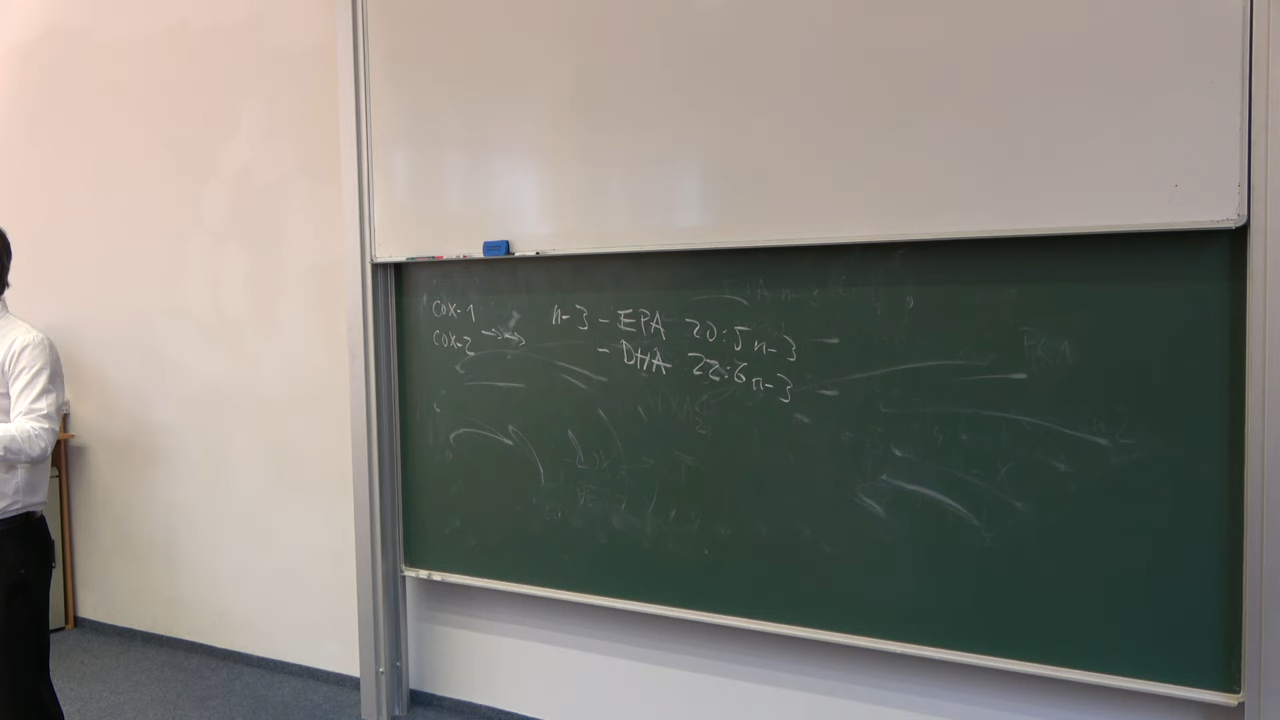 COX-1
COX-2 →→
n-3 - EPA 20:5 n-3
- DHA 22:6 n-3